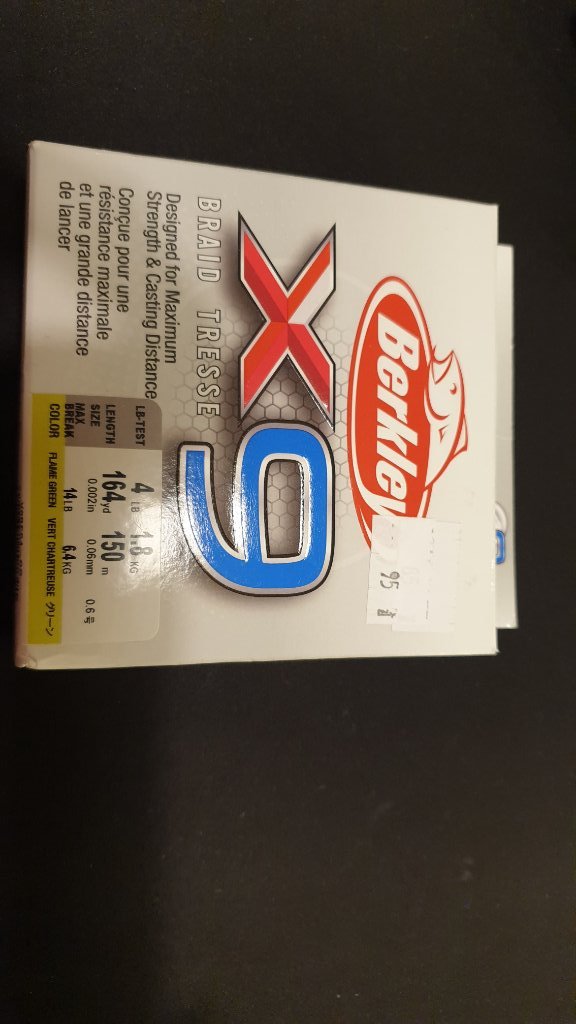 Berkley
X9
BRAID TRESSE
Designed for Maximum
Strength & Casting Distance
Conçue pour une
résistance maximale
et une grande distance
de lancer
LB-TEST 4 LB 1.8 KG
LENGTH 164 yd 150 m
SIZE 0.002in 0.06mm 0.6号
MAX BREAK 14 LB 6.4 KG
COLOR FLAME GREEN VERT CHARTREUSE グリーン
95